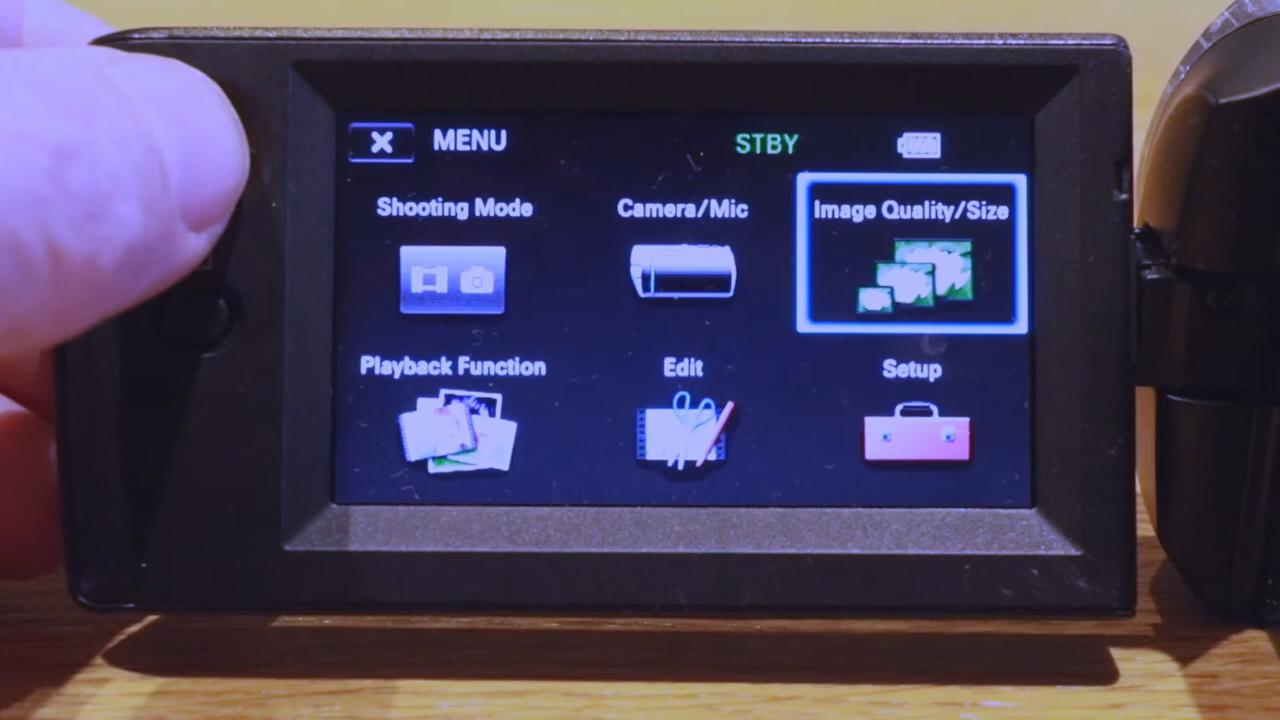 MENU STBY
Shooting Mode Camera/Mic Image Quality/Size
Playback Function Edit Setup